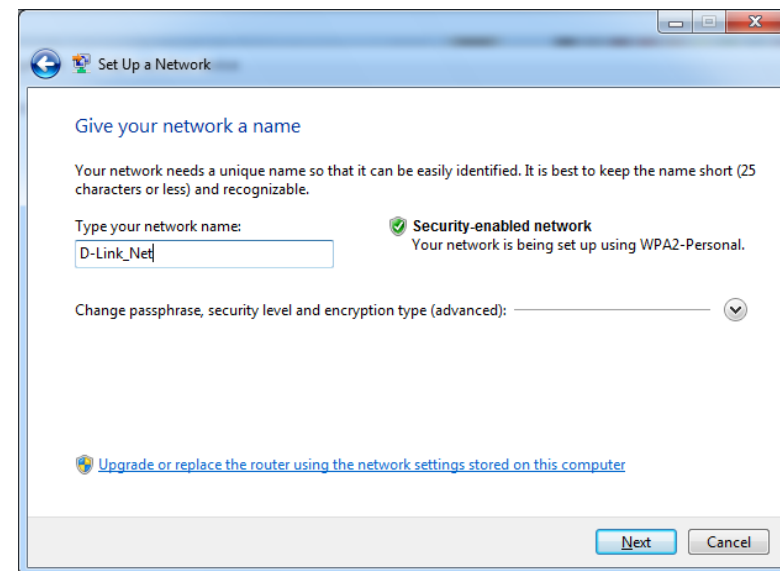 Set Up a Network
Give your network a name
Your network needs a unique name so that it can be easily identified. It is best to keep the name short (25
characters or less) and recognizable.
Type your network name:
D-Link_Net
Security-enabled network
Your network is being set up using WPA2-Personal.
Change passphrase, security level and encryption type (advanced):
Upgrade or replace the router using the network settings stored on this computer
Next
Cancel